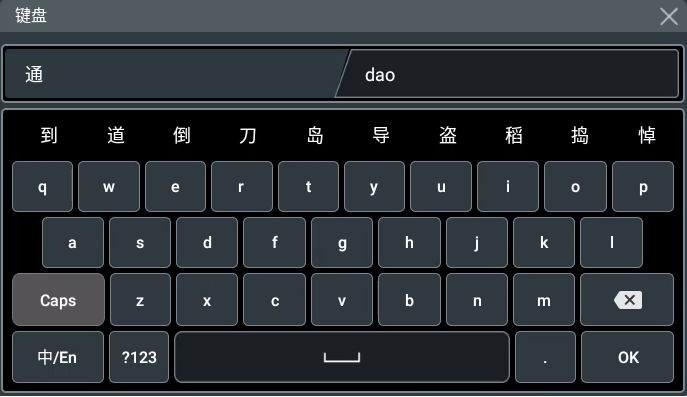 键盘
通 dao
到 道 倒 刀 岛 导 盗 稻 捣 悼
q w e r t y u i o p
a s d f g h j k l
Caps z x c v b n m
中/En ?123 . OK